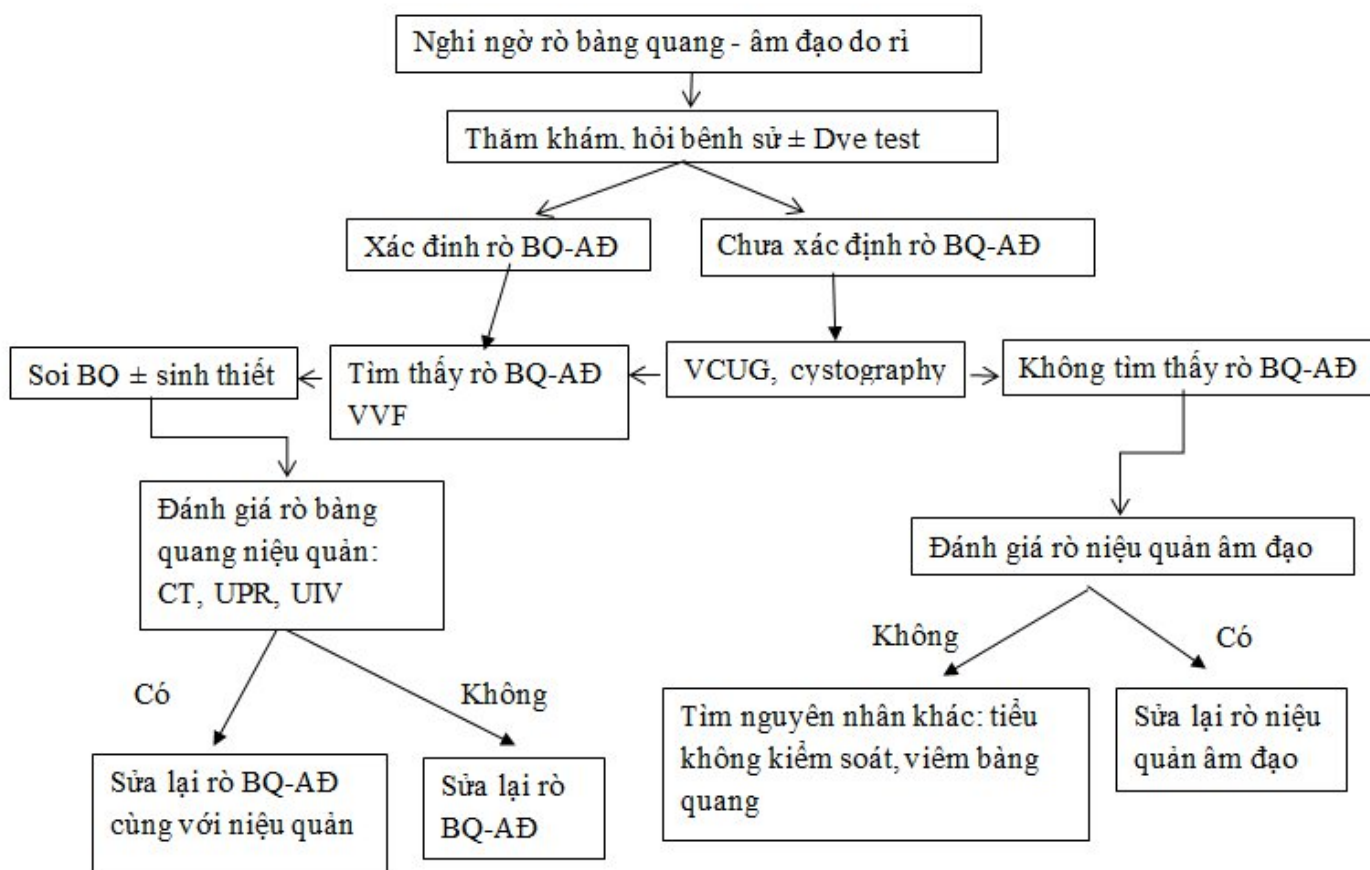 Nghi ngờ rò bàng quang - âm đạo do rỉ
Thăm khám, hỏi bênh sử ± Dye test
Xác đinh rò BQ-AĐ
Chưa xác định rò BQ-AĐ
Soi BQ ± sinh thiết
Tìm thấy rò BQ-AĐ
VVF
VCUG, cystography
Không tìm thấy rò BQ-AĐ
Đánh giá rò bàng
quang niệu quản:
CT, UPR, UIV
Đánh giá rò niệu quản âm đạo
Có
Không
Không
Có
Sửa lại rò BQ-AĐ
cùng với niệu quản
Sửa lại rò
BQ-AĐ
Tìm nguyên nhân khác: tiểu
không kiểm soát, viêm bàng
quang
Sửa lại rò niệu
quản âm đạo